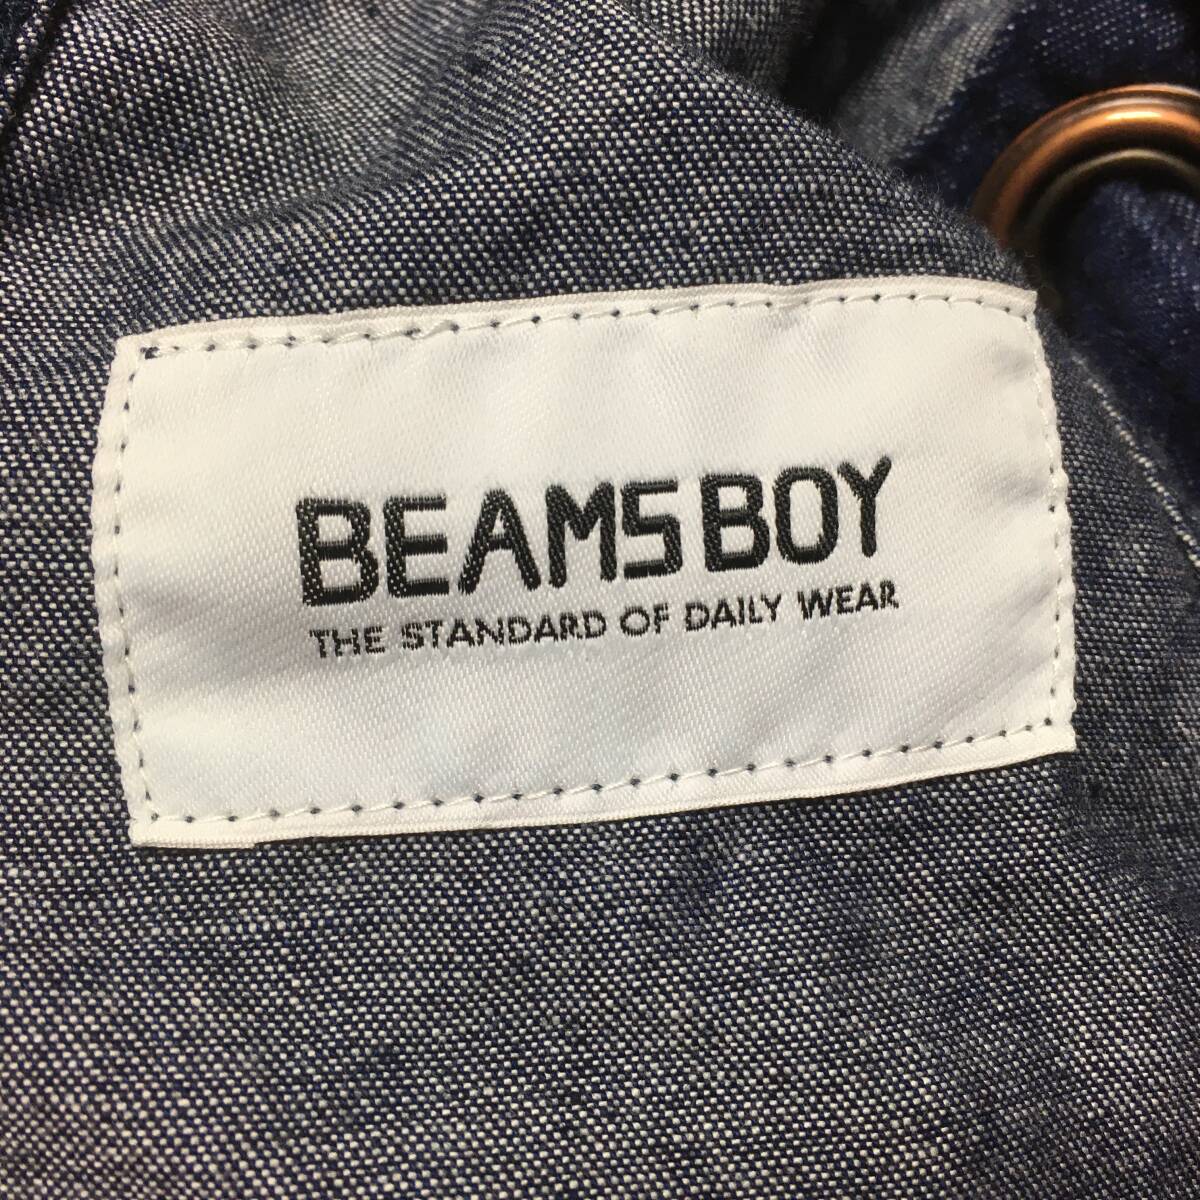 BEAMS BOY
THE STANDARD OF DAILY WEAR